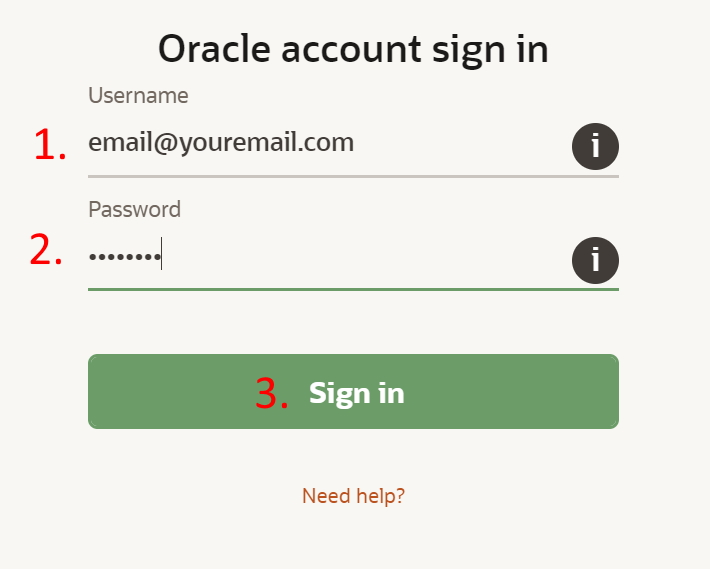 Oracle account sign in
Username
1. email@youremail.com i
Password
2. •••••••• i
3. Sign in
Need help?